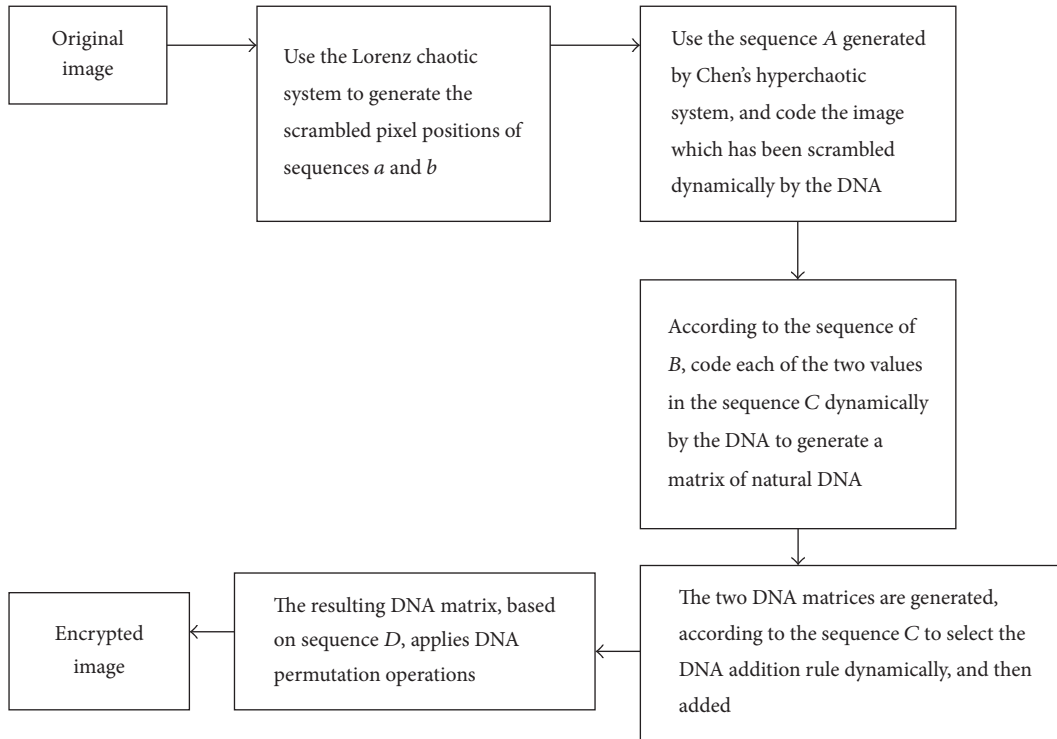 Original
image
Use the Lorenz chaotic
system to generate the
scrambled pixel positions of
sequences a and b
Use the sequence A generated
by Chen's hyperchaotic
system, and code the image
which has been scrambled
dynamically by the DNA
According to the sequence of
B, code each of the two values
in the sequence C dynamically
by the DNA to generate a
matrix of natural DNA
The two DNA matrices are generated,
according to the sequence C to select the
DNA addition rule dynamically, and then
added
The resulting DNA matrix, based
on sequence D, applies DNA
permutation operations
Encrypted
image